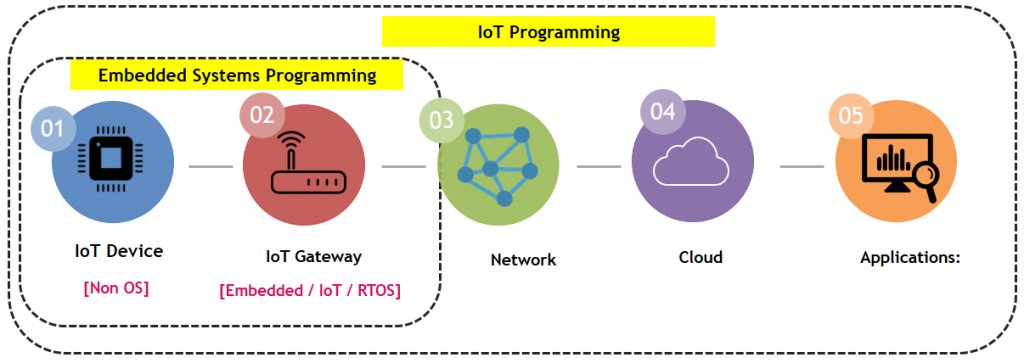 IoT Programming
Embedded Systems Programming
01
02
03
04
05
IoT Device
IoT Gateway
Network
Cloud
Applications:
[Non OS]
[Embedded / IoT / RTOS]